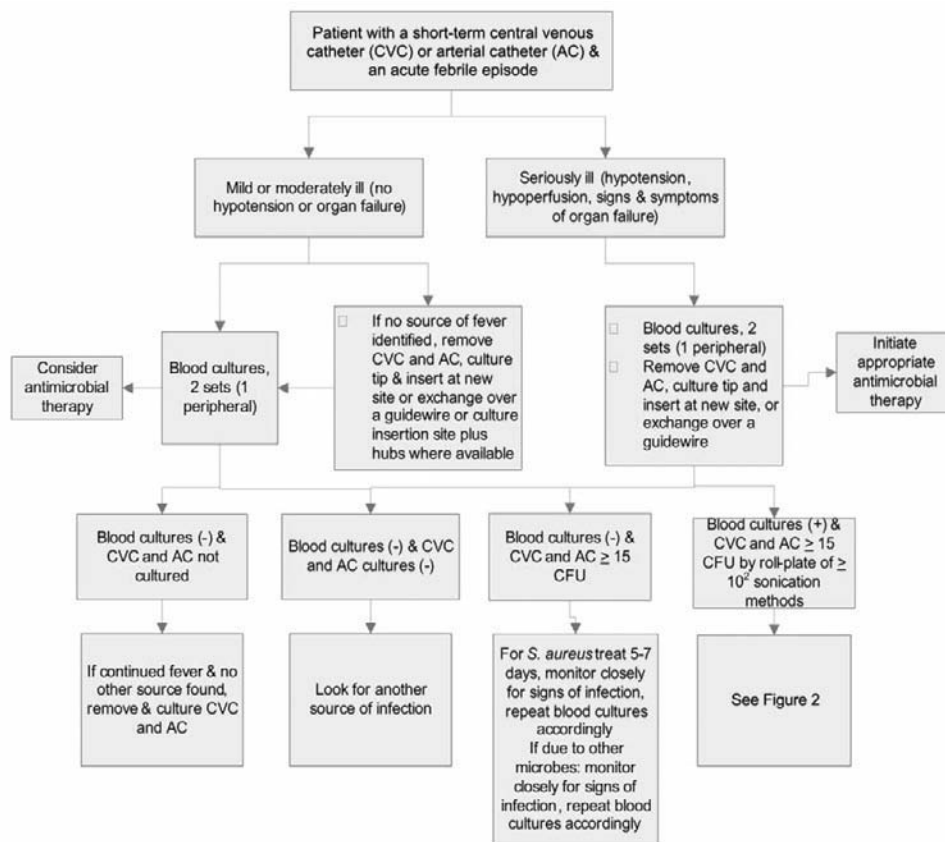 Patient with a short-term central venous
catheter (CVC) or arterial catheter (AC) &
an acute febrile episode
Mild or moderately ill (no
hypotension or organ failure)
Seriously ill (hypotension,
hypoperfusion, signs & symptoms
of organ failure)
Consider
antimicrobial
therapy
Blood cultures,
2 sets (1
peripheral)
If no source of fever
identified, remove
CVC and AC, culture
tip & insert at new
site or exchange over
a guidewire or culture
insertion site plus
hubs where available
Blood cultures, 2
sets (1 peripheral)
Remove CVC and
AC, culture tip and
insert at new site, or
exchange over a
guidewire
Initiate
appropriate
antimicrobial
therapy
Blood cultures (-) &
CVC and AC not
cultured
Blood cultures (-) & CVC
and AC cultures (-)
Blood cultures (-) &
CVC and AC ≥ 15
CFU
Blood cultures (+) &
CVC and AC ≥ 15
CFU by roll-plate of ≥
10² sonication
methods
If continued fever & no
other source found,
remove & culture CVC
and AC
Look for another
source of infection
For S. aureus treat 5-7
days, monitor closely
for signs of infection,
repeat blood cultures
accordingly
If due to other
microbes: monitor
closely for signs of
infection, repeat blood
cultures accordingly
See Figure 2